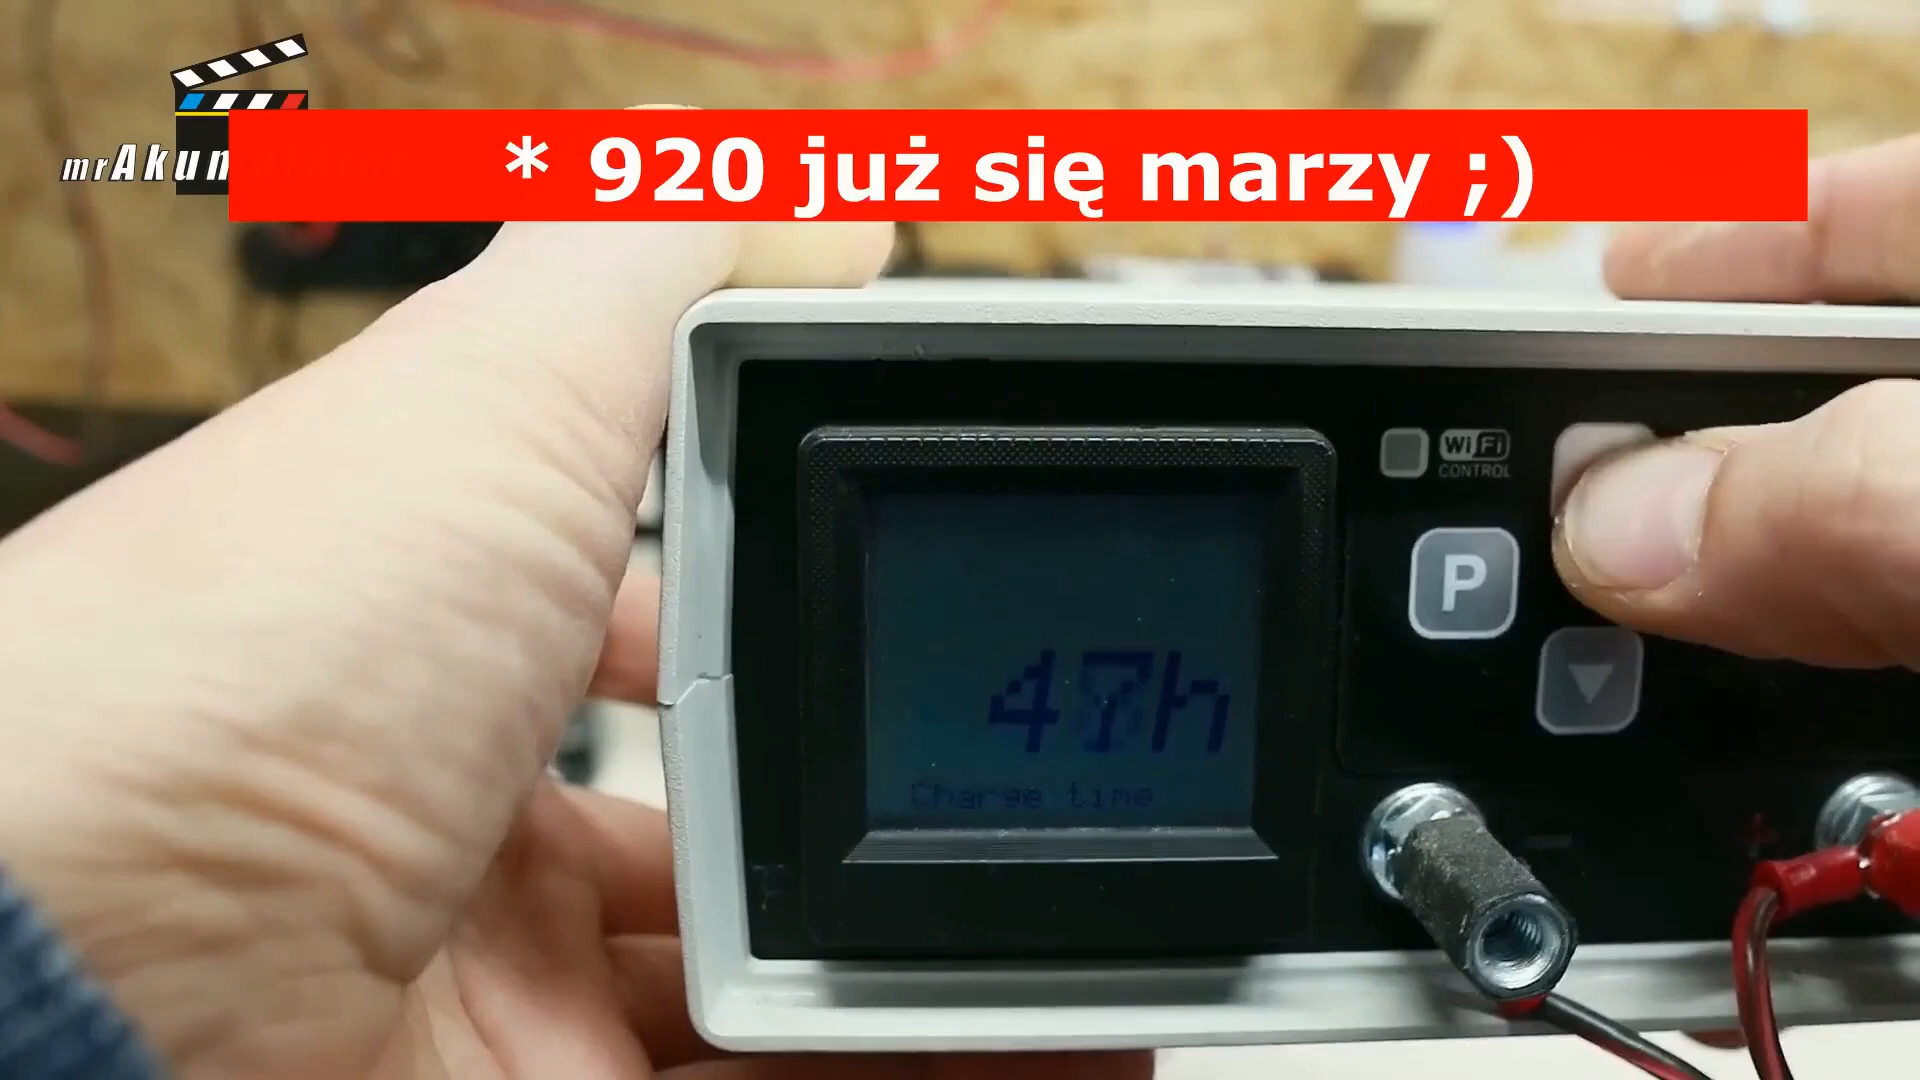 * 920 już się marzy ;)
mrAkum
WiFi
CONTROL
P
47h
Charge time
- +